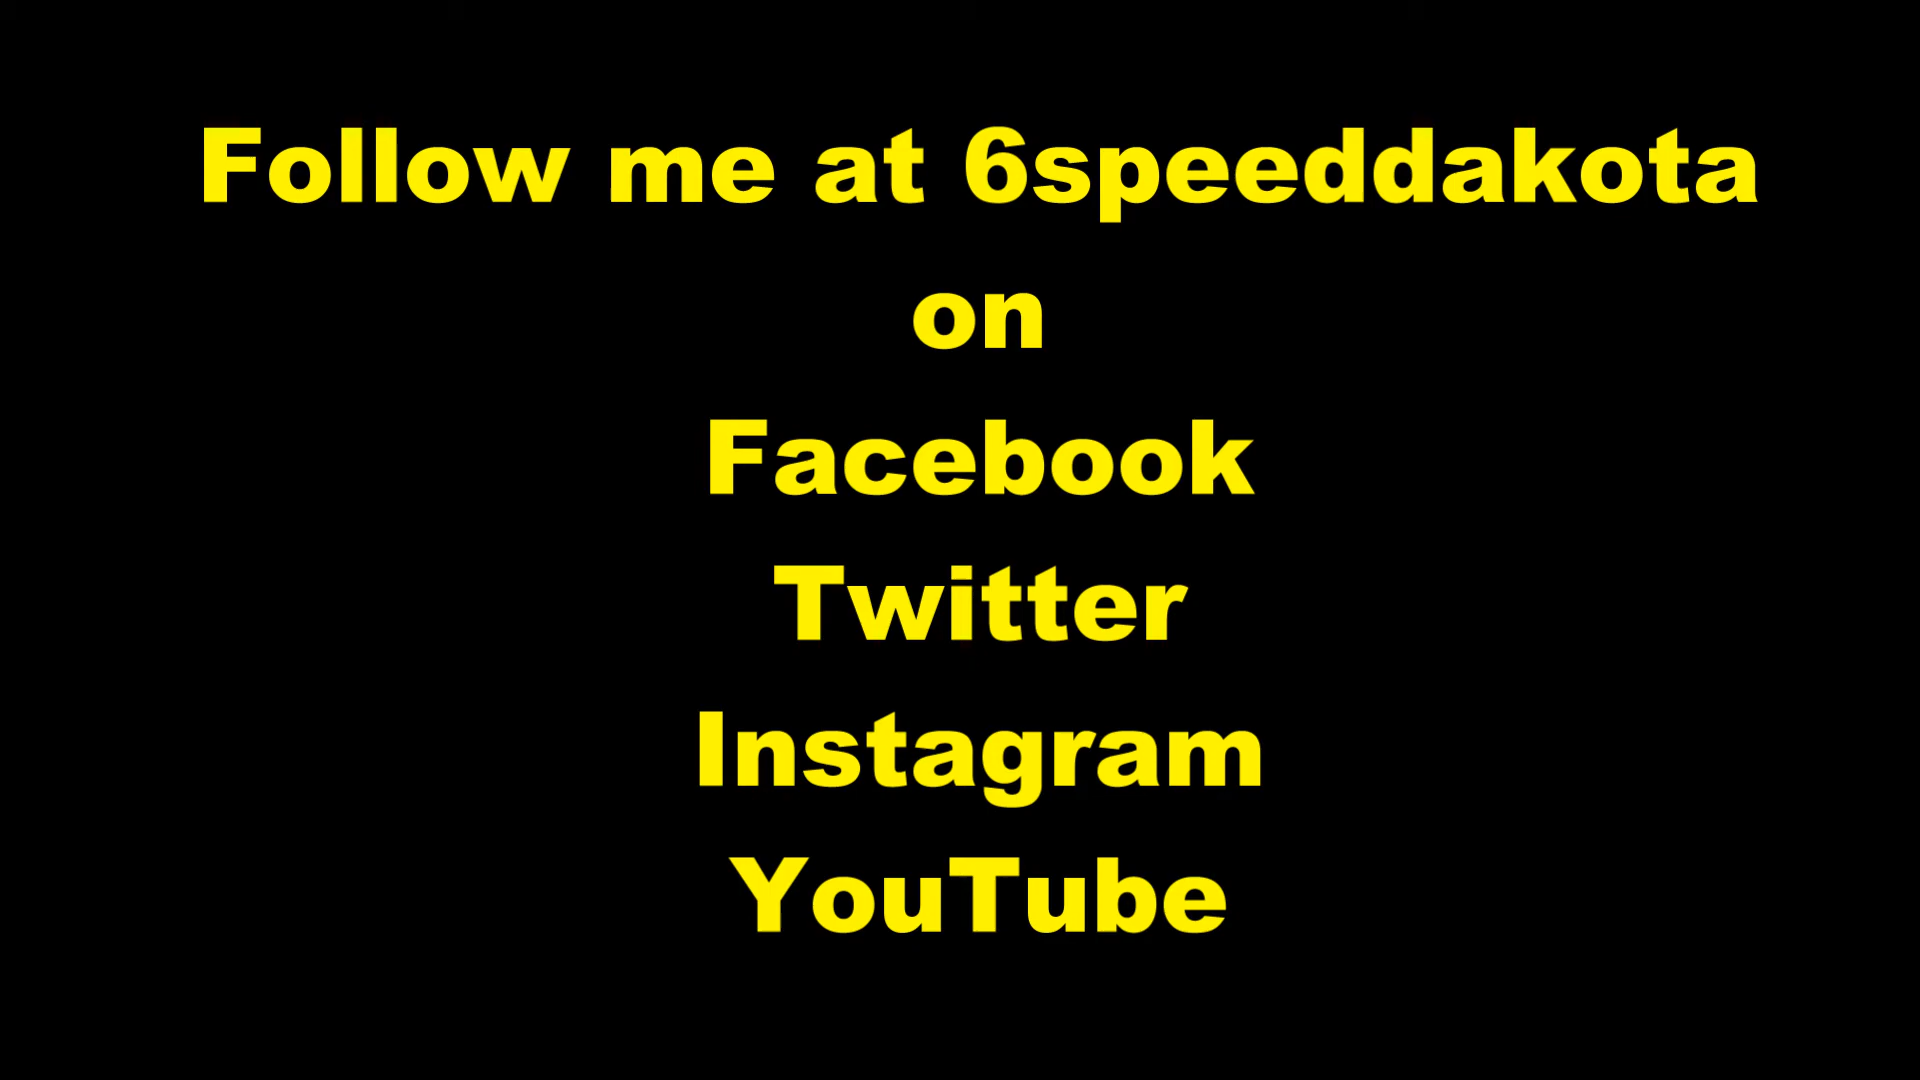 Follow me at 6speeddakota
on
Facebook
Twitter
Instagram
YouTube